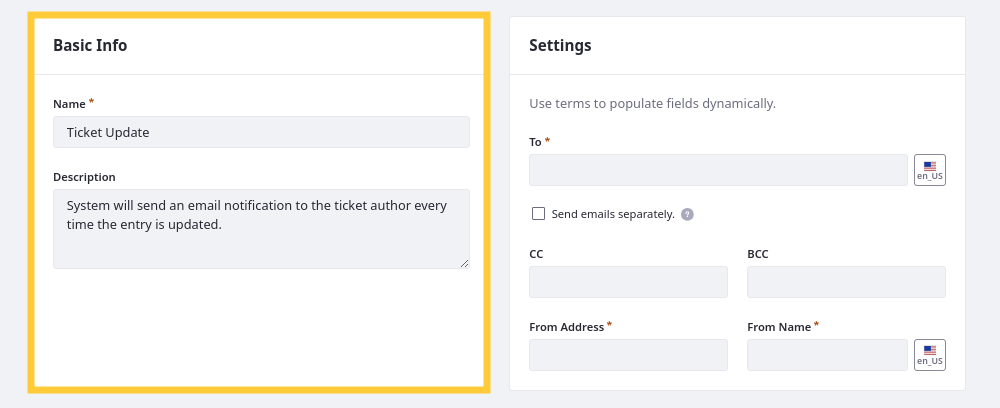 Basic Info
Name *
Ticket Update
Description
System will send an email notification to the ticket author every
time the entry is updated.
Settings
Use terms to populate fields dynamically.
To *
en_US
Send emails separately. ?
CC
BCC
From Address *
From Name *
en_US